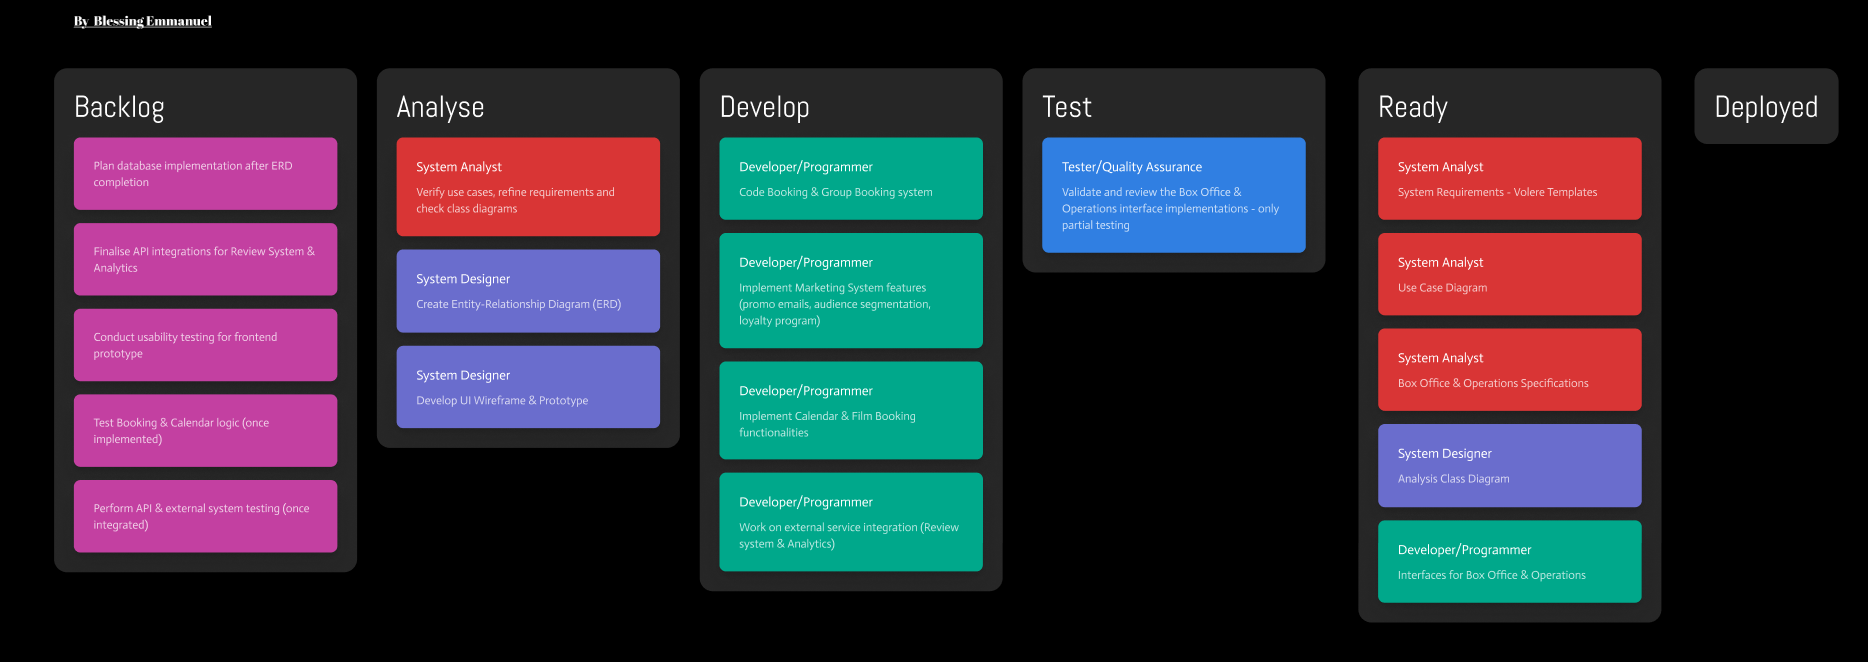 By Blessing Emmanuel
Backlog
Plan database implementation after ERD
completion
Finalise API integrations for Review System &
Analytics
Conduct usability testing for frontend
prototype
Test Booking & Calendar logic (once
implemented)
Perform API & external system testing (once
integrated)
Analyse
System Analyst
Verify use cases, refine requirements and
check class diagrams
System Designer
Create Entity-Relationship Diagram (ERD)
System Designer
Develop UI Wireframe & Prototype
Develop
Developer/Programmer
Code Booking & Group Booking system
Developer/Programmer
Implement Marketing System features
(promo emails, audience segmentation,
loyalty program)
Developer/Programmer
Implement Calendar & Film Booking
functionalities
Developer/Programmer
Work on external service integration (Review
system & Analytics)
Test
Tester/Quality Assurance
Validate and review the Box Office &
Operations interface implementations - only
partial testing
Ready
System Analyst
System Requirements - Volere Templates
System Analyst
Use Case Diagram
System Analyst
Box Office & Operations Specifications
System Designer
Analysis Class Diagram
Developer/Programmer
Interfaces for Box Office & Operations
Deployed